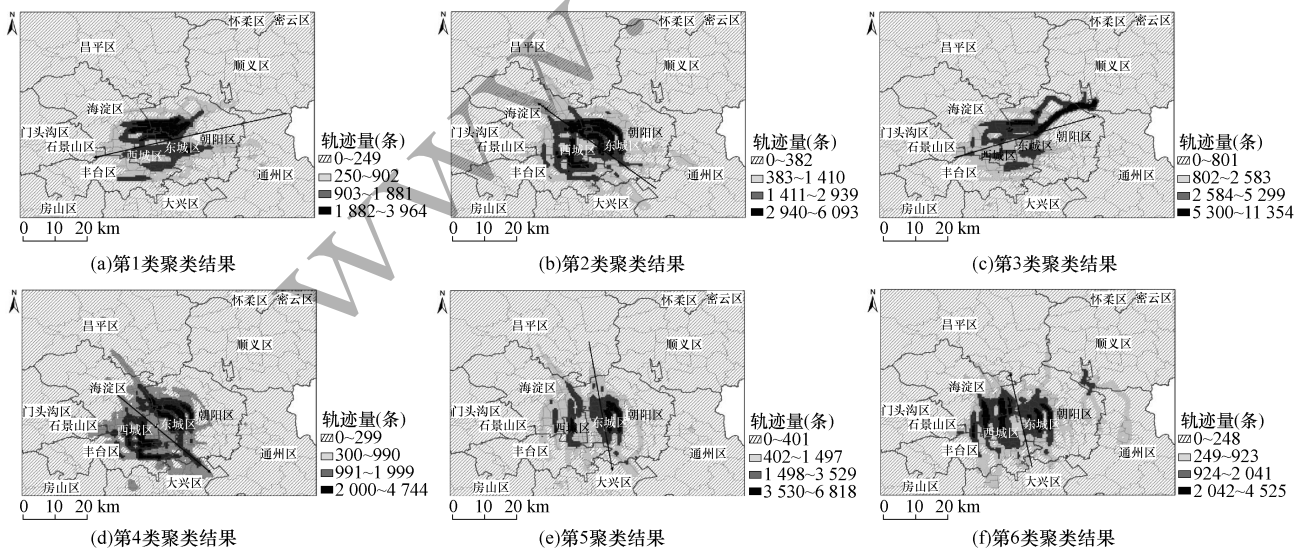 N
怀柔区 密云区
昌平区
顺义区
海淀区
门头沟区
朝阳区
石景山区
西城区
东城区
丰台区
通州区
大兴区
房山区
0 10 20 km
轨迹量(条)
0~249
250~902
903~1 881
1 882~3 964
(a)第1类聚类结果
N
怀柔区 密云区
昌平区
顺义区
海淀区
门头沟区
朝阳区
石景山区
西城区
东城区
丰台区
通州区
大兴区
房山区
0 10 20 km
轨迹量(条)
0~382
383~1 410
1 411~2 939
2 940~6 093
(b)第2类聚类结果
N
怀柔区 密云区
昌平区
顺义区
海淀区
门头沟区
朝阳区
石景山区
西城区
东城区
丰台区
通州区
大兴区
房山区
0 10 20 km
轨迹量(条)
0~801
802~2 583
2 584~5 299
5 300~11 354
(c)第3类聚类结果
N
怀柔区 密云区
昌平区
顺义区
海淀区
门头沟区
朝阳区
石景山区
西城区
东城区
丰台区
通州区
大兴区
房山区
0 10 20 km
轨迹量(条)
0~299
300~990
991~1 999
2 000~4 744
(d)第4类聚类结果
N
怀柔区 密云区
昌平区
顺义区
海淀区
门头沟区
朝阳区
石景山区
西城区
东城区
丰台区
通州区
大兴区
房山区
0 10 20 km
轨迹量(条)
0~401
402~1 497
1 498~3 529
3 530~6 818
(e)第5聚类结果
N
怀柔区 密云区
昌平区
顺义区
海淀区
门头沟区
朝阳区
石景山区
西城区
东城区
丰台区
通州区
大兴区
房山区
0 10 20 km
轨迹量(条)
0~248
249~923
924~2 041
2 042~4 525
(f)第6类聚类结果
www.